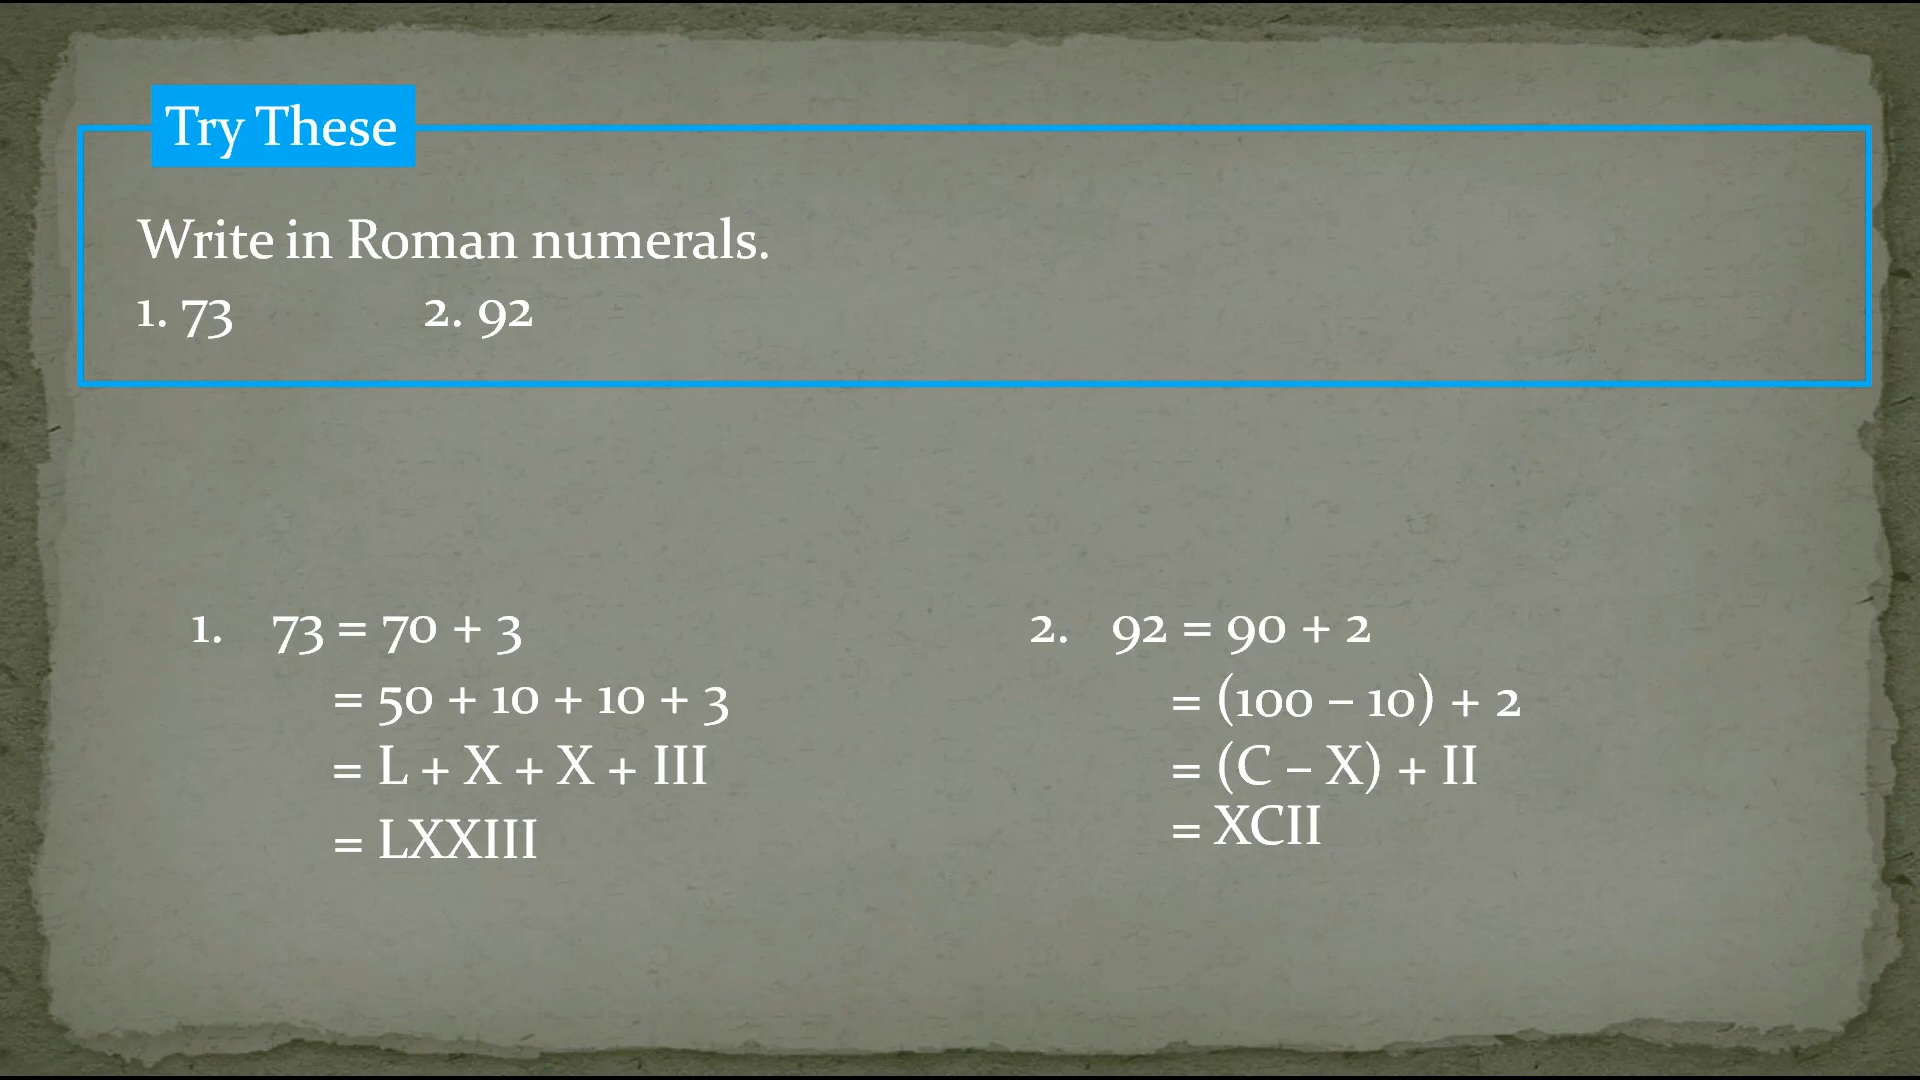 Try These
Write in Roman numerals.
1. 73 2. 92
1. 73 = 70 + 3
= 50 + 10 + 10 + 3
= L + X + X + III
= LXXIII
2. 92 = 90 + 2
= (100 – 10) + 2
= (C – X) + II
= XCII